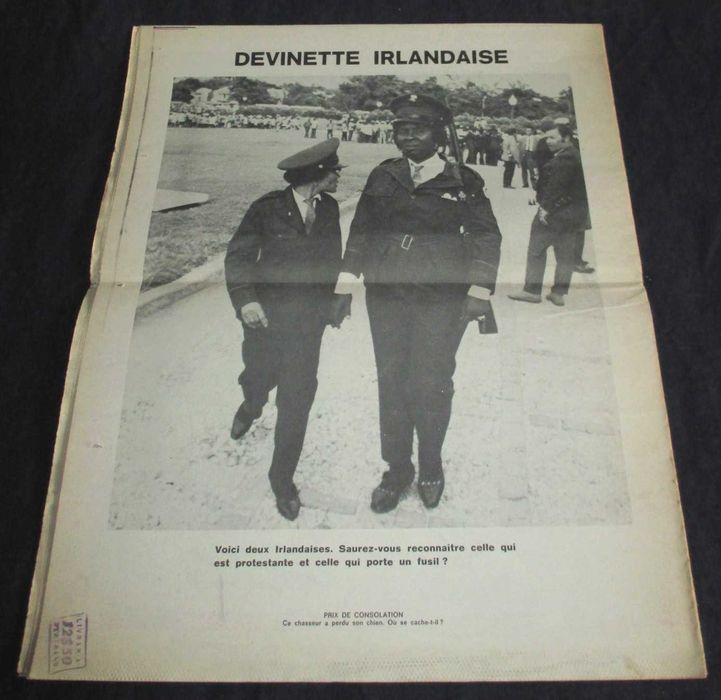 DEVINETTE IRLANDAISE
Voici deux Irlandaises. Saurez-vous reconnaitre celle qui
est protestante et celle qui porte un fusil ?
PRIX DE CONSOLATION
Ce chasseur a perdu son chien. Où se cache-t-il ?